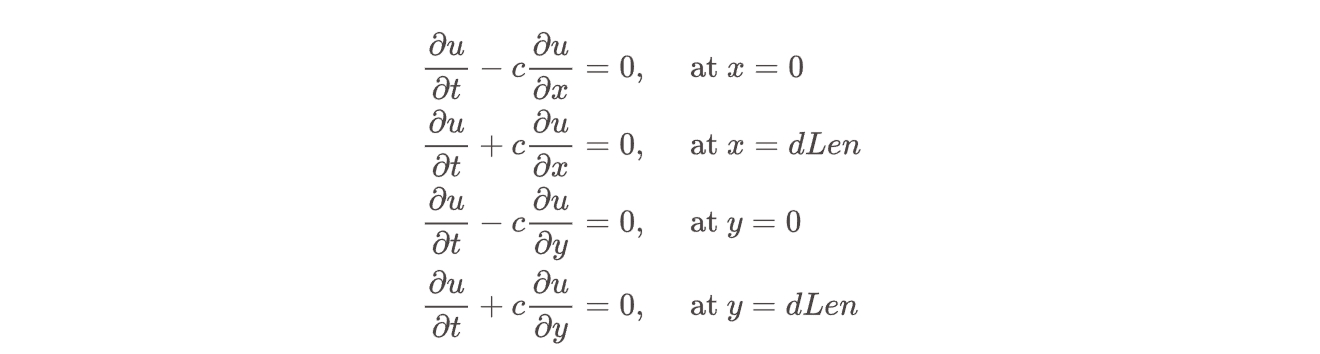 ∂u/∂t − c ∂u/∂x = 0, at x = 0
∂u/∂t + c ∂u/∂x = 0, at x = dLen
∂u/∂t − c ∂u/∂y = 0, at y = 0
∂u/∂t + c ∂u/∂y = 0, at y = dLen